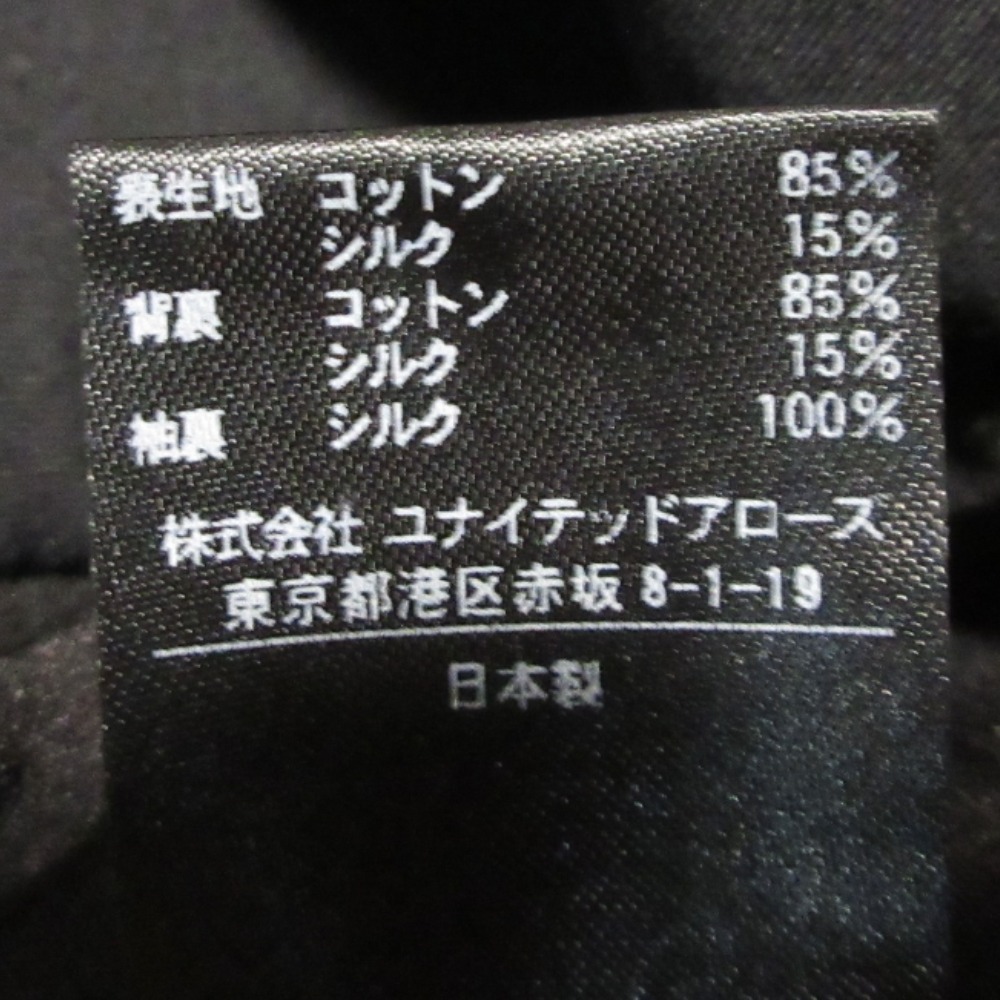 表生地 コットン 85%
シルク 15%
背裏 コットン 85%
シルク 15%
袖裏 シルク 100%
株式会社 ユナイテッドアローズ
東京都港区赤坂 8-1-19
日本製